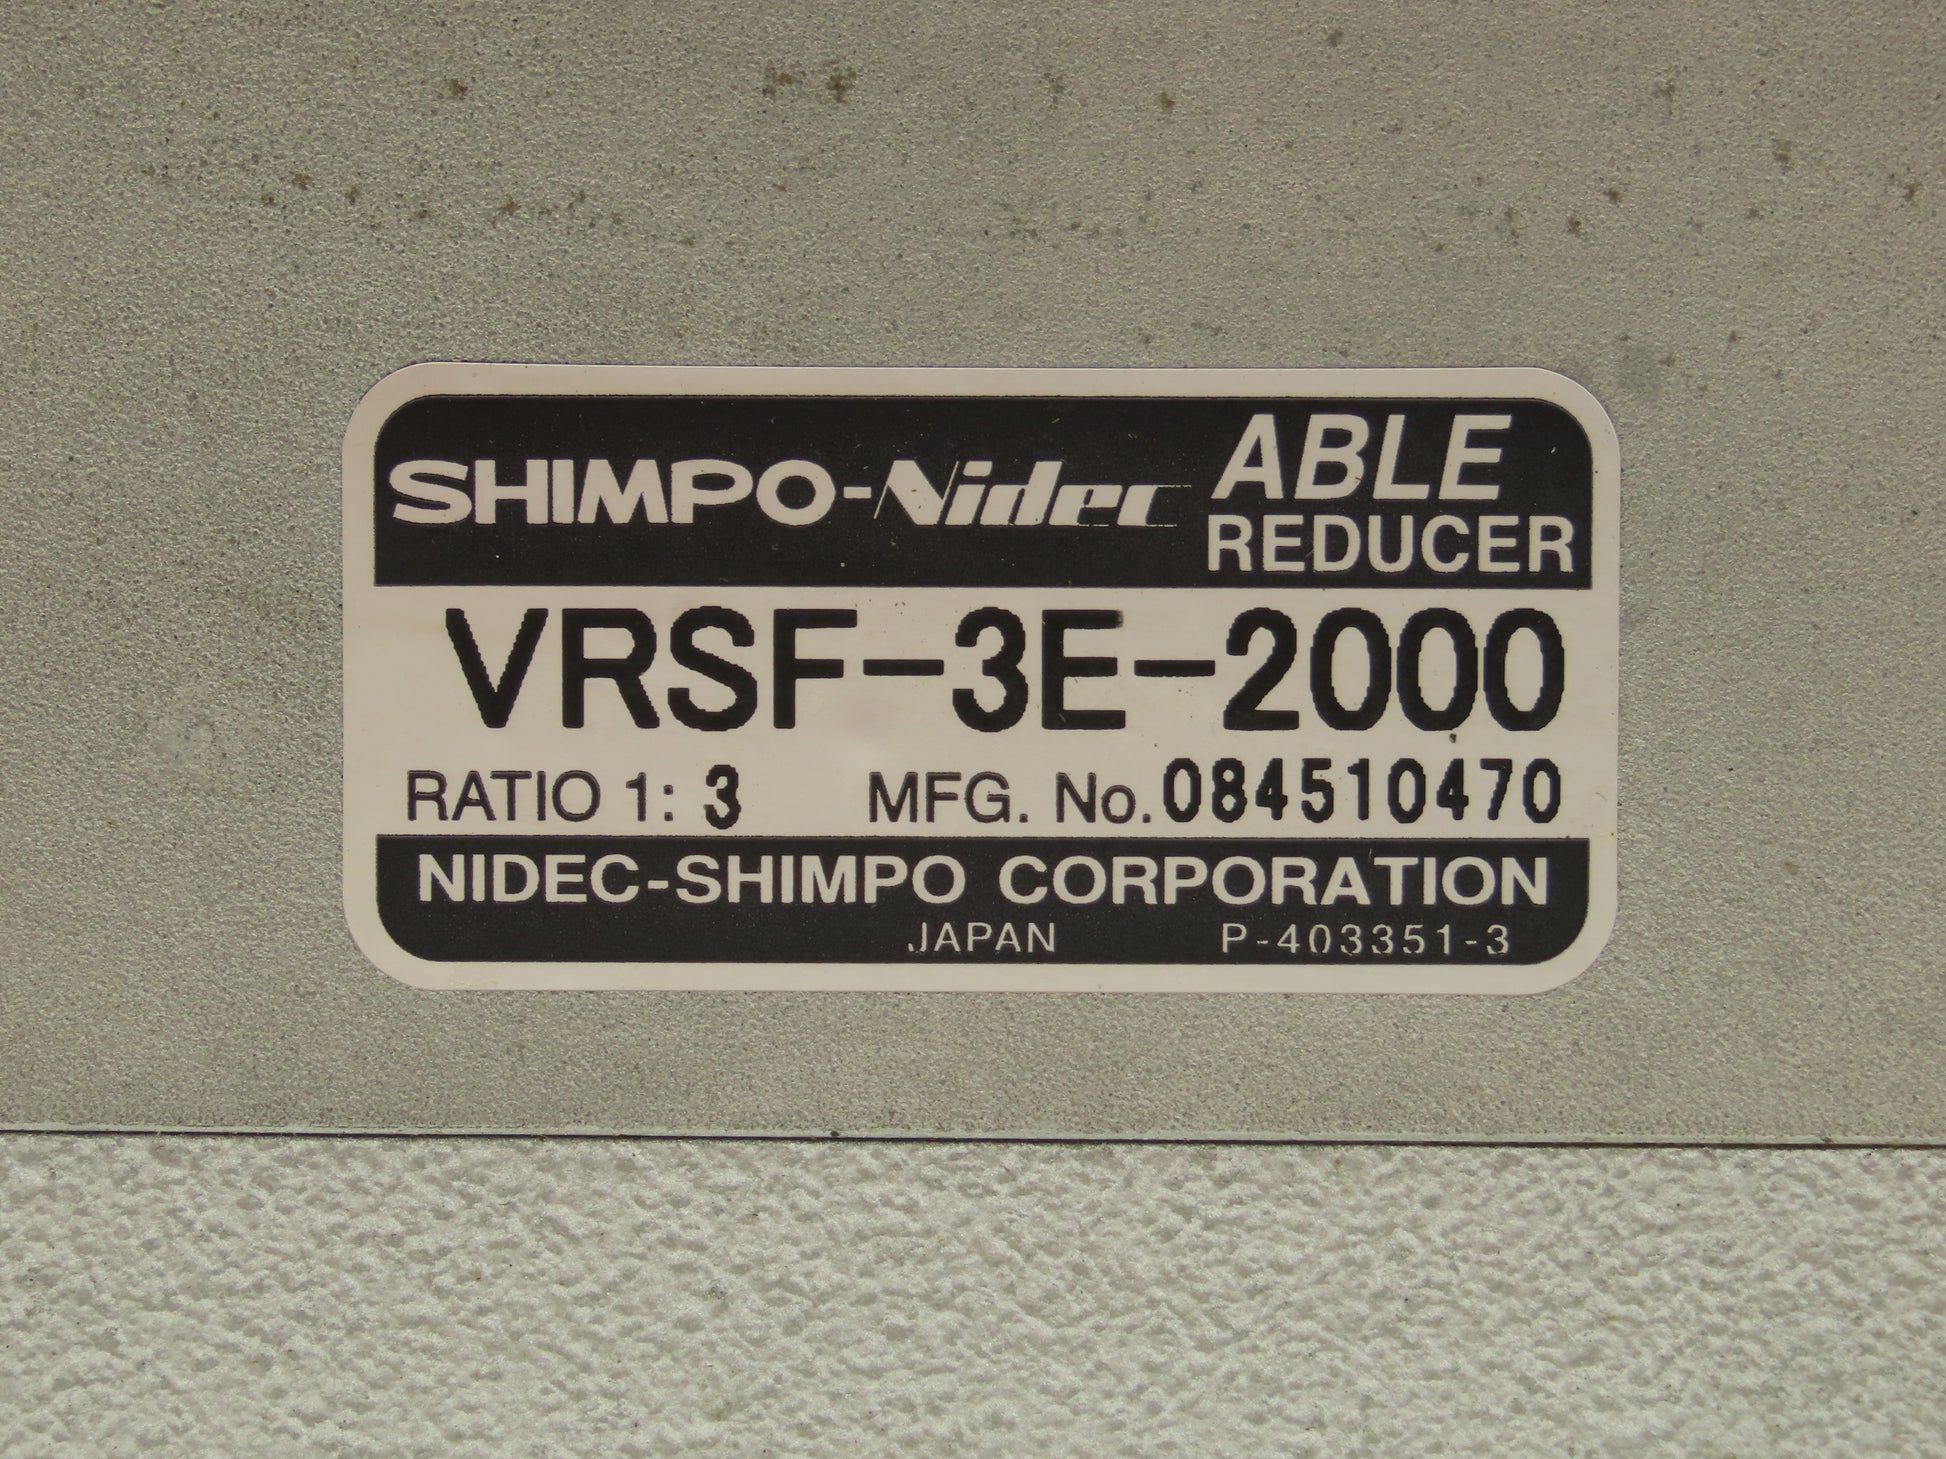 SHIMPO-Nidec ABLE
REDUCER
VRSF-3E-2000
RATIO 1: 3 MFG. No. 084510470
NIDEC-SHIMPO CORPORATION
JAPAN P-403351-3